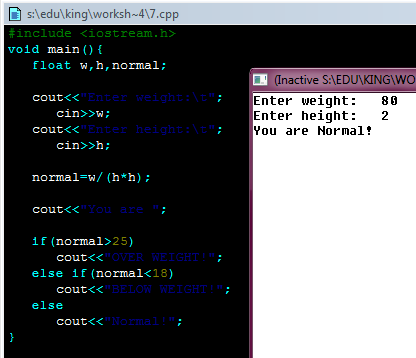 s:\edu\king\worksh~4\7.cpp
#include <iostream.h>
void main(){
float w,h,normal;
cout<<"Enter weight:\t";
cin>>w;
cout<<"Enter height:\t";
cin>>h;
normal=w/(h*h);
cout<<"You are ";
if(normal>25)
cout<<"OVER WEIGHT!";
else if(normal<18)
cout<<"BELOW WEIGHT!";
else
cout<<"Normal!";
}
(Inactive S:\EDU\KING\WO
Enter weight: 80
Enter height: 2
You are Normal!